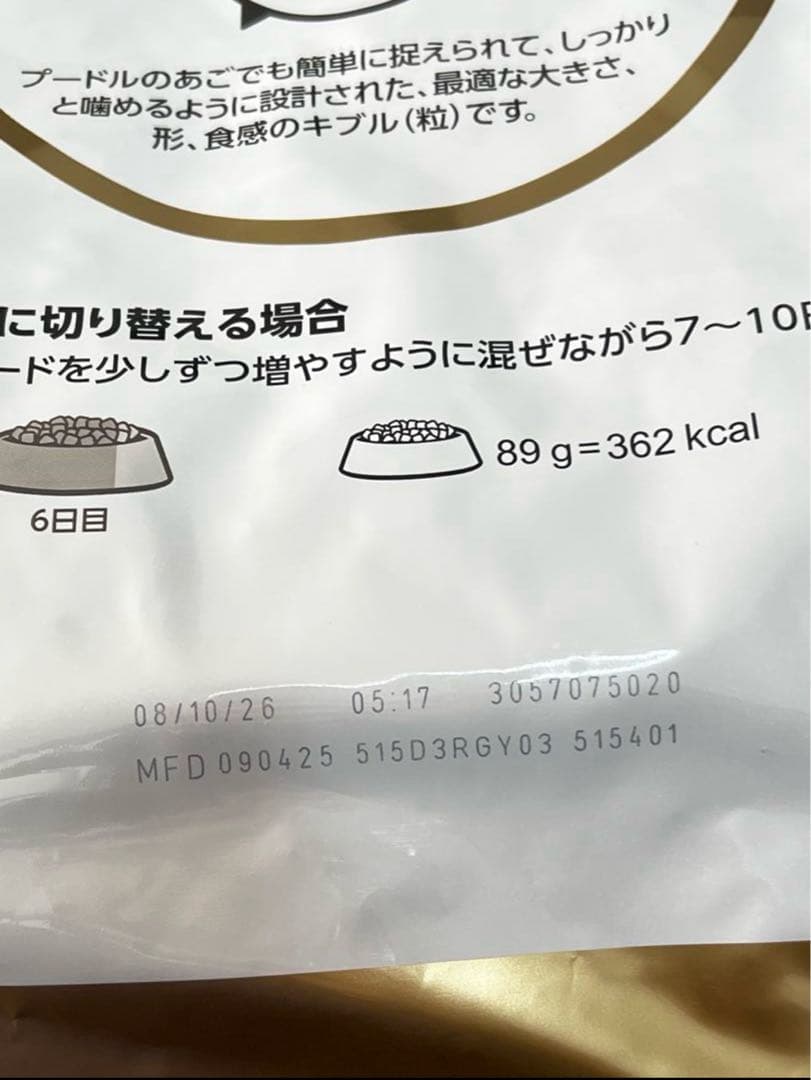 プードルのあごでも簡単に捉えられて、しっかり
と噛めるように設計された、最適な大きさ、
形、食感のキブル（粒）です。
に切り替える場合
ードを少しずつ増やすように混ぜながら7〜10日
89 g=362 kcal
6日目
08/10/26 05:17 3057075020
MFD 090425 515D3RGY03 515401